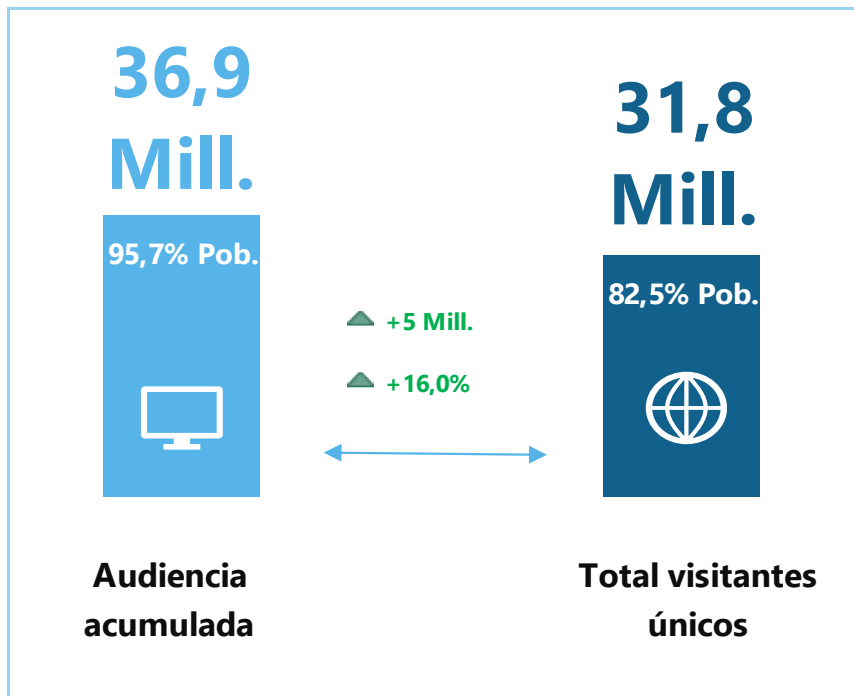 36,9
Mill.
95,7% Pob.
31,8
Mill.
82,5% Pob.
+5 Mill.
+16,0%
Audiencia
acumulada
Total visitantes
únicos